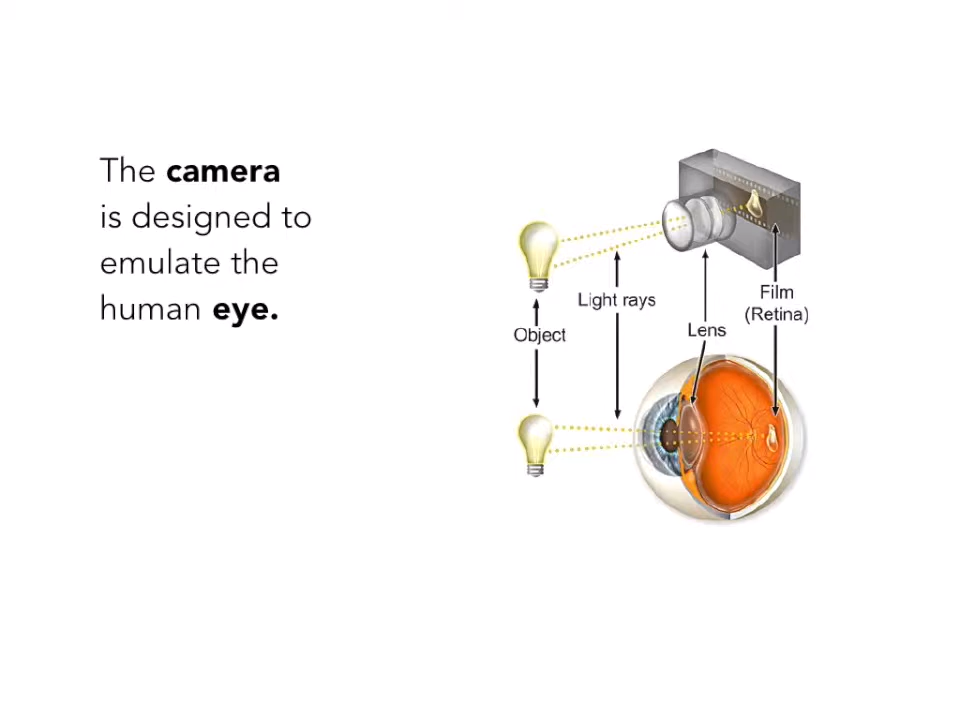 The camera
is designed to
emulate the
human eye.
Light rays
Film
(Retina)
Object
Lens